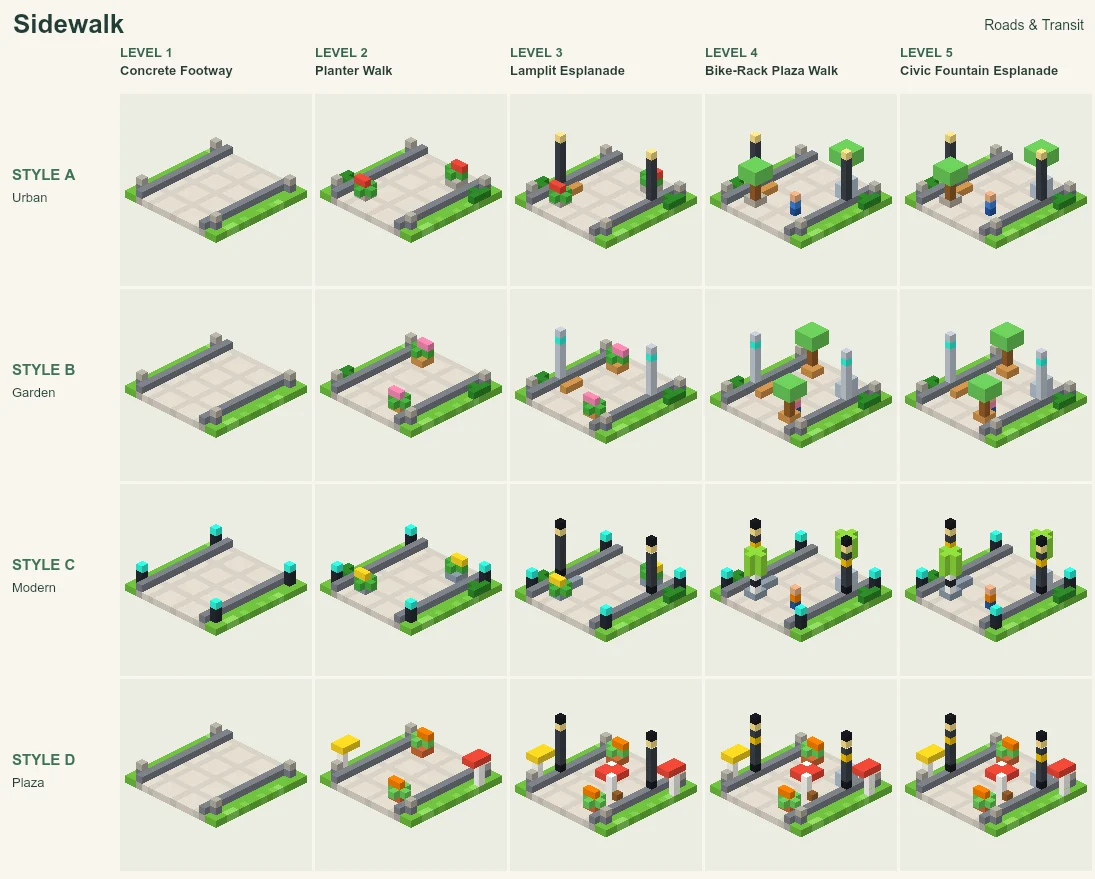 Sidewalk
Roads & Transit
LEVEL 1
Concrete Footway
LEVEL 2
Planter Walk
LEVEL 3
Lamplit Esplanade
LEVEL 4
Bike-Rack Plaza Walk
LEVEL 5
Civic Fountain Esplanade
STYLE A
Urban
STYLE B
Garden
STYLE C
Modern
STYLE D
Plaza